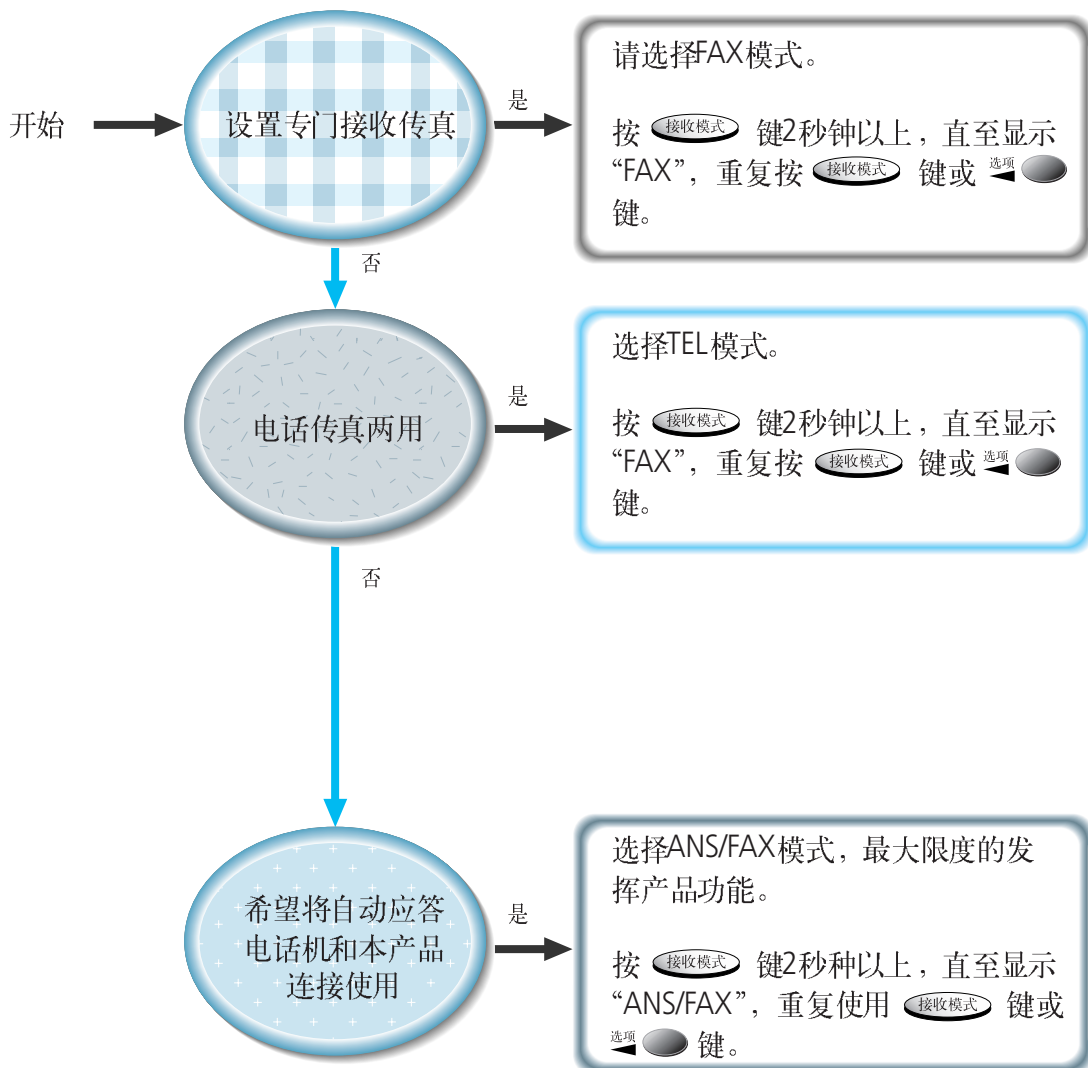 开始
设置专门接收传真
是
请选择FAX模式。
按 接收模式 键2秒钟以上，直至显示
“FAX”，重复按 接收模式 键或 选项
键。
否
电话传真两用
是
选择TEL模式。
按 接收模式 键2秒钟以上，直至显示
“FAX”，重复按 接收模式 键或 选项
键。
否
希望将自动应答
电话机和本产品
连接使用
是
选择ANS/FAX模式，最大限度的发
挥产品功能。
按 接收模式 键2秒种以上，直至显示
“ANS/FAX”，重复使用 接收模式 键或
选项 键。